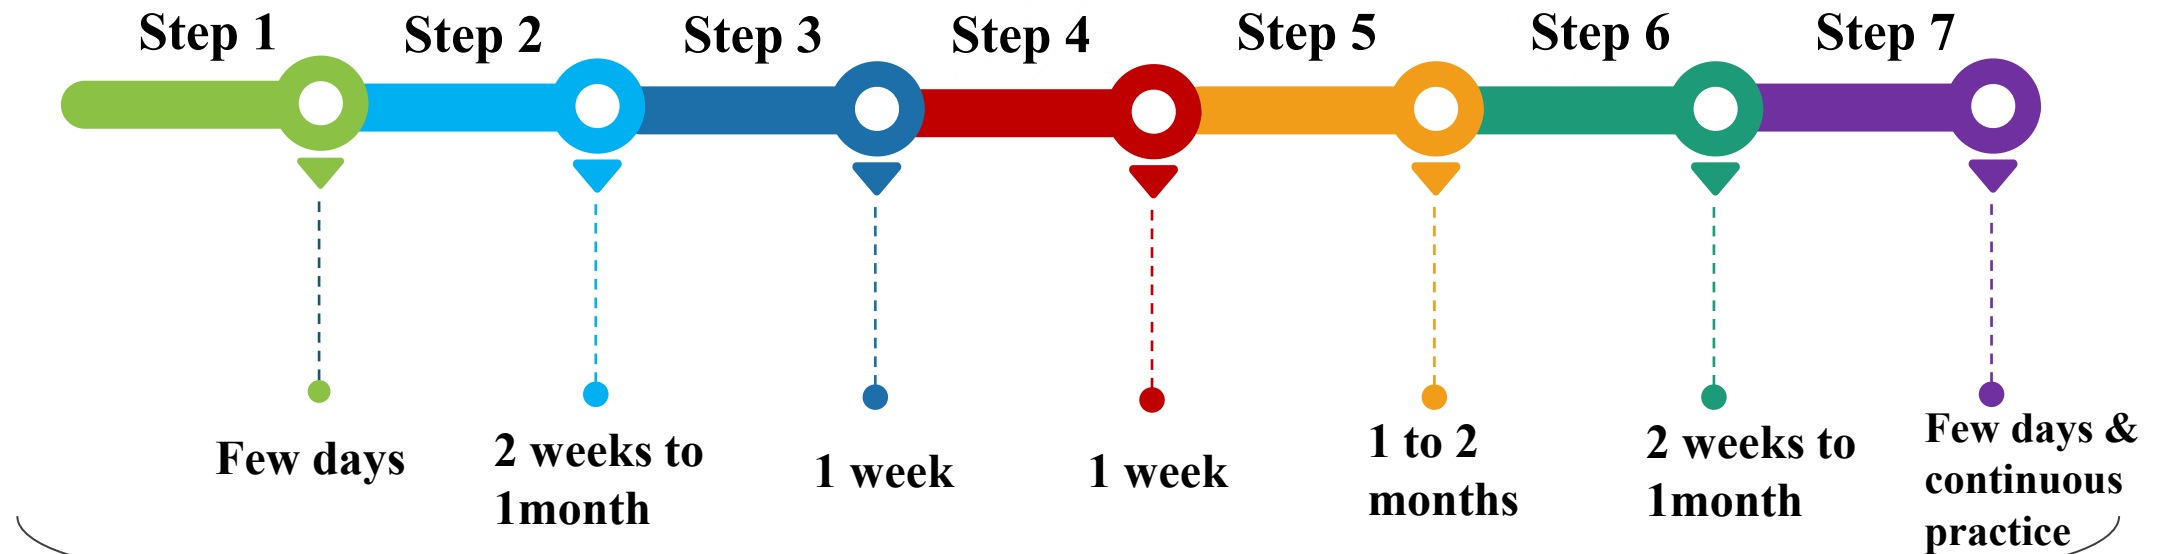 Step 1
Step 2
Step 3
Step 4
Step 5
Step 6
Step 7
Few days
2 weeks to
1month
1 week
1 week
1 to 2
months
2 weeks to
1month
Few days &
continuous
practice